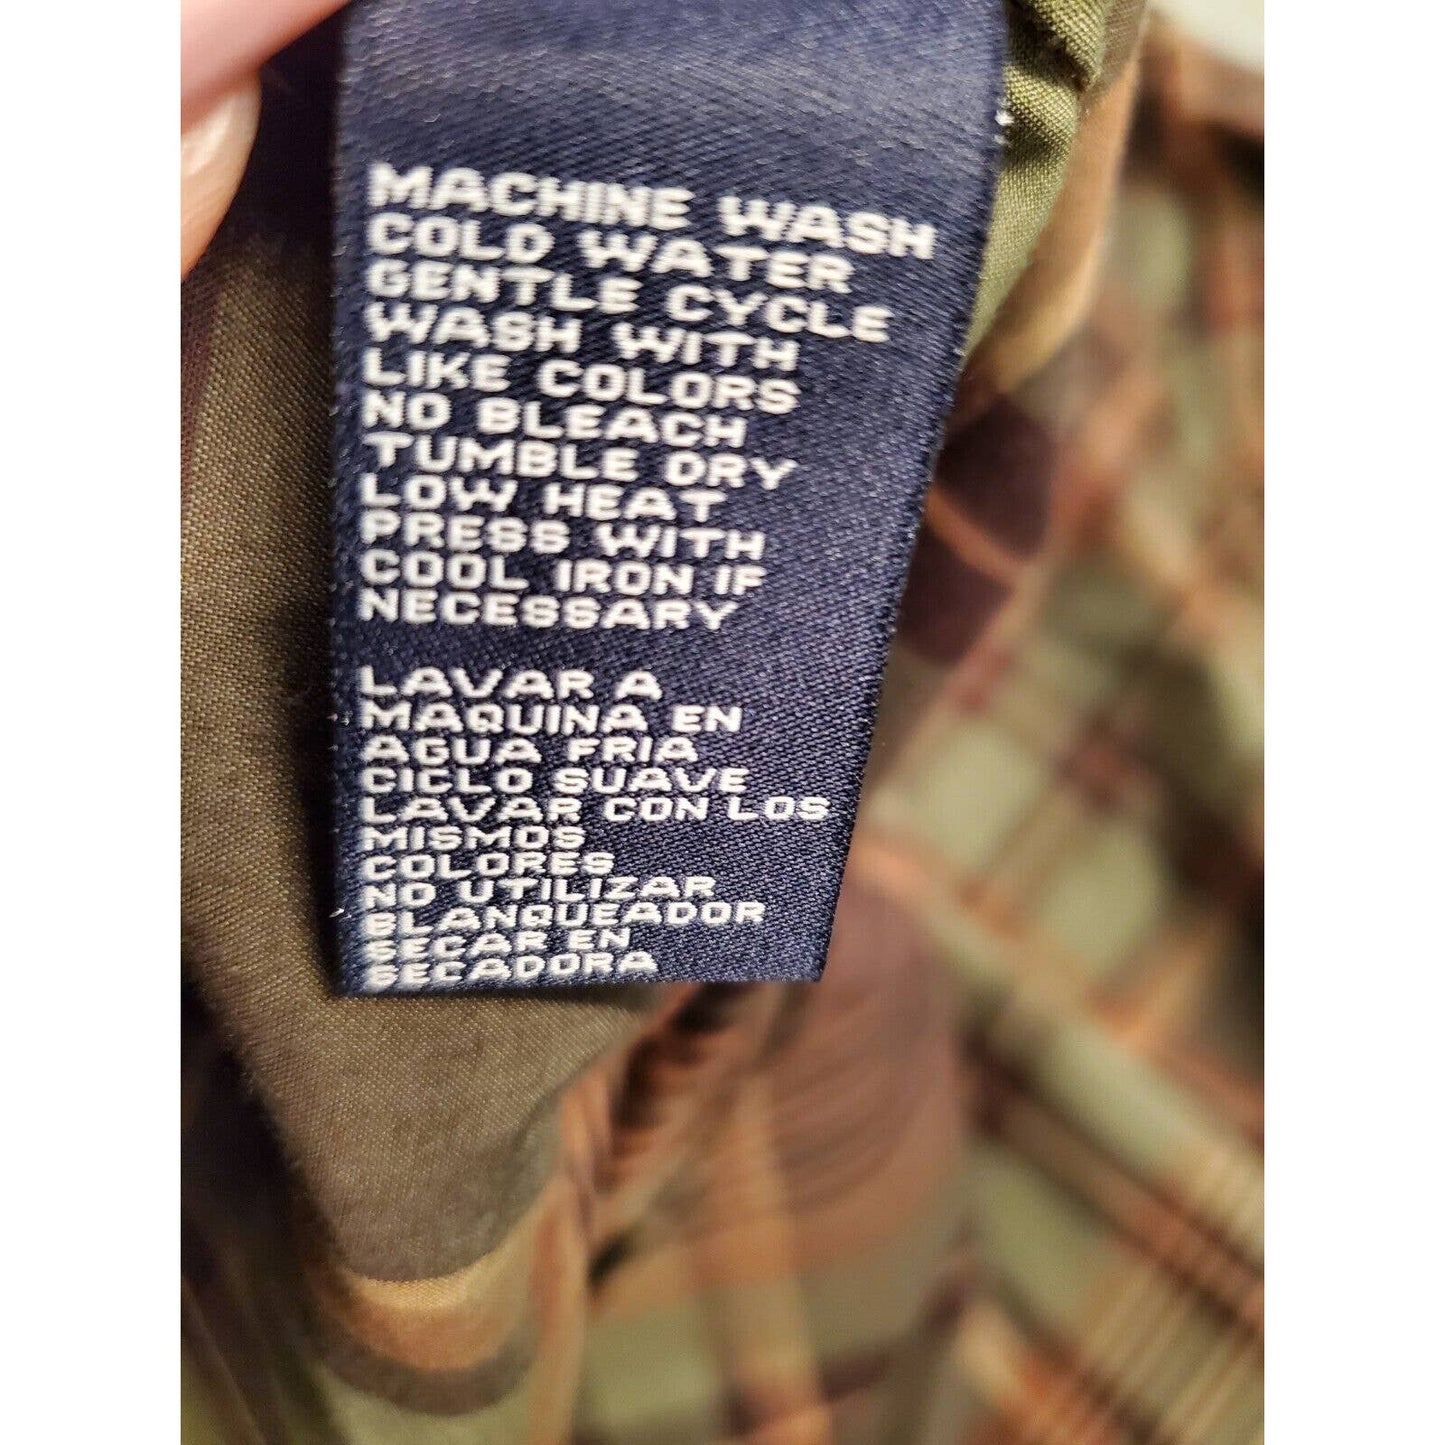 MACHINE WASH
COLD WATER
GENTLE CYCLE
WASH WITH
LIKE COLORS
NO BLEACH
TUMBLE DRY
LOW HEAT
PRESS WITH
COOL IRON IF
NECESSARY
LAVAR A
MAQUINA EN
AGUA FRIA
CICLO SUAVE
LAVAR CON LOS
MISMOS
COLORES
NO UTILIZAR
BLANQUEADOR
SECAR EN
SECADORA